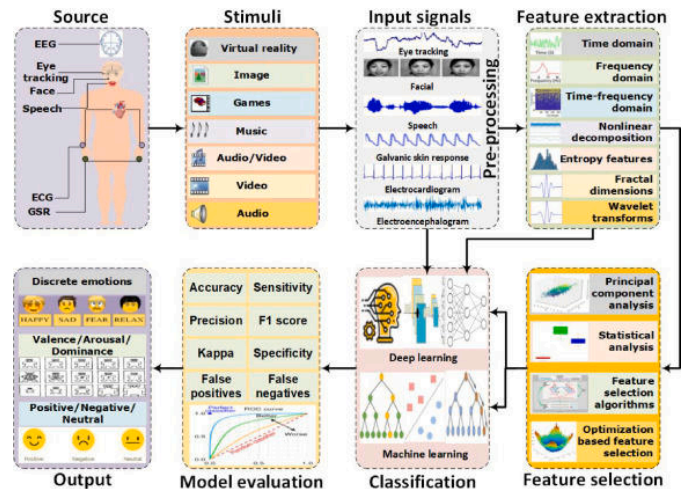 Source
EEG
Eye
tracking
Face
Speech
ECG
GSR
Stimuli
Virtual reality
Image
Games
Music
Audio/Video
Video
Audio
Input signals
Eye tracking
Facial
Speech
Galvanic skin response
Electrocardiogram
Electroencephalogram
Pre-processing
Feature extraction
Time domain
Frequency
domain
Time-frequency
domain
Nonlinear
decomposition
Entropy features
Fractal
dimensions
Wavelet
transforms
Discrete emotions
HAPPY SAD FEAR RELAX
Valence/Arousal/
Dominance
Positive/Negative/
Neutral
Positive Negative Neutral
Output
Accuracy Sensitivity
Precision F1 score
Kappa Specificity
False
positives
False
negatives
ROC curve
Better
Worse
Model evaluation
Deep learning
Machine learning
Classification
Principal
component
analysis
Statistical
analysis
Feature
selection
algorithms
Optimization
based feature
selection
Feature selection